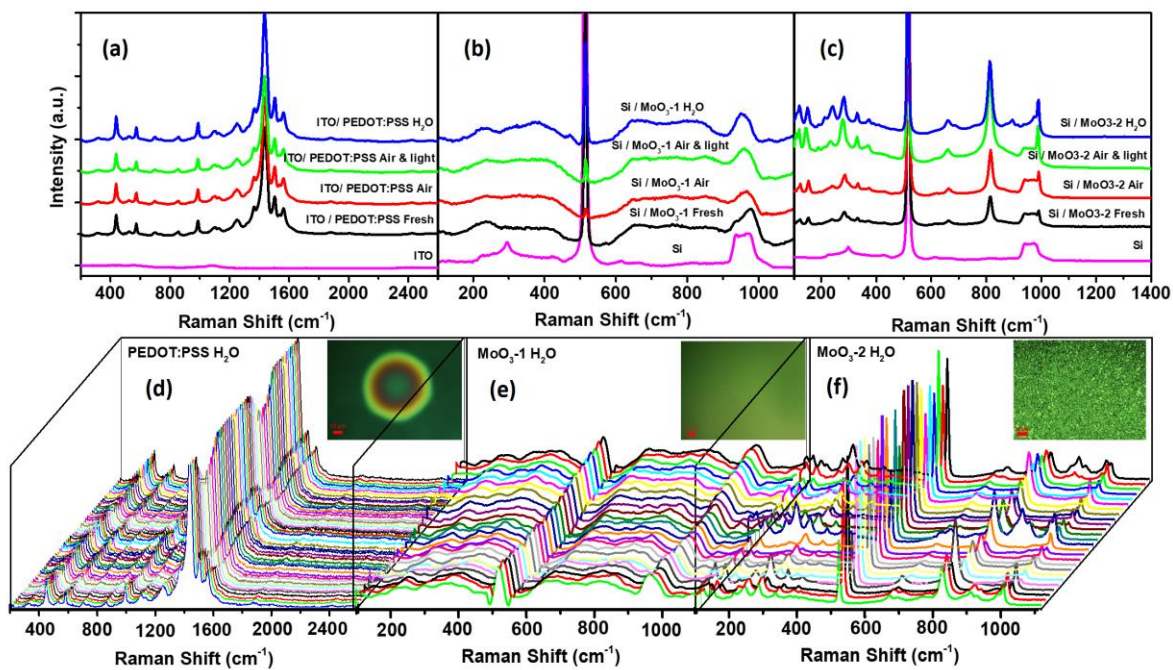 (a)
ITO/ PEDOT:PSS H₂O
ITO/ PEDOT:PSS Air & light
ITO/ PEDOT:PSS Air
ITO / PEDOT:PSS Fresh
ITO
(b)
Si / MoO₃-1 H₂O
Si / MoO₃-1 Air & light
Si / MoO₃-1 Air
Si / MoO₃-1 Fresh
Si
(c)
Si / MoO3-2 H₂O
Si / MoO3-2 Air & light
Si / MoO3-2 Air
Si / MoO3-2 Fresh
Si
Intensity (a.u.)
400 800 1200 1600 2000 2400
200 400 600 800 1000
200 400 600 800 1000 1200 1400
Raman Shift (cm⁻¹)
Raman Shift (cm⁻¹)
Raman Shift (cm⁻¹)
PEDOT:PSS H₂O
(d)
MoO₃-1 H₂O
(e)
MoO₃-2 H₂O
(f)
400 800 1200 1600 2000 2400
200 400 600 800 1000
200 400 600 800 1000
Raman Shift (cm⁻¹)
Raman Shift (cm⁻¹)
Raman Shift (cm⁻¹)